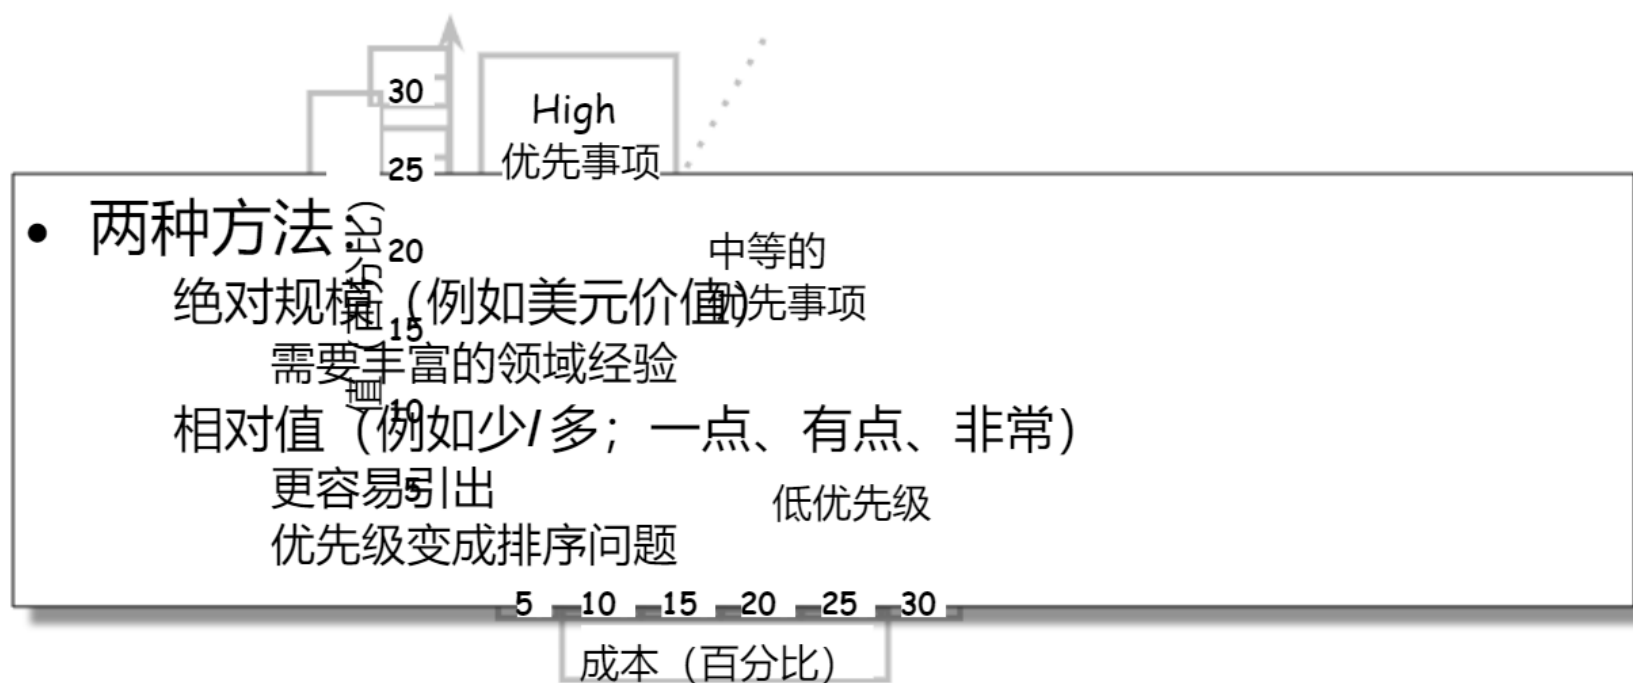 30
High
优先事项
25
• 两种方法：
值（百分比）
20
中等的
优先事项
绝对规模（例如美元价值）
15
需要丰富的领域经验
10
相对值（例如少/多；一点、有点、非常）
更容易引出
5
低优先级
优先级变成排序问题
5 10 15 20 25 30
成本（百分比）